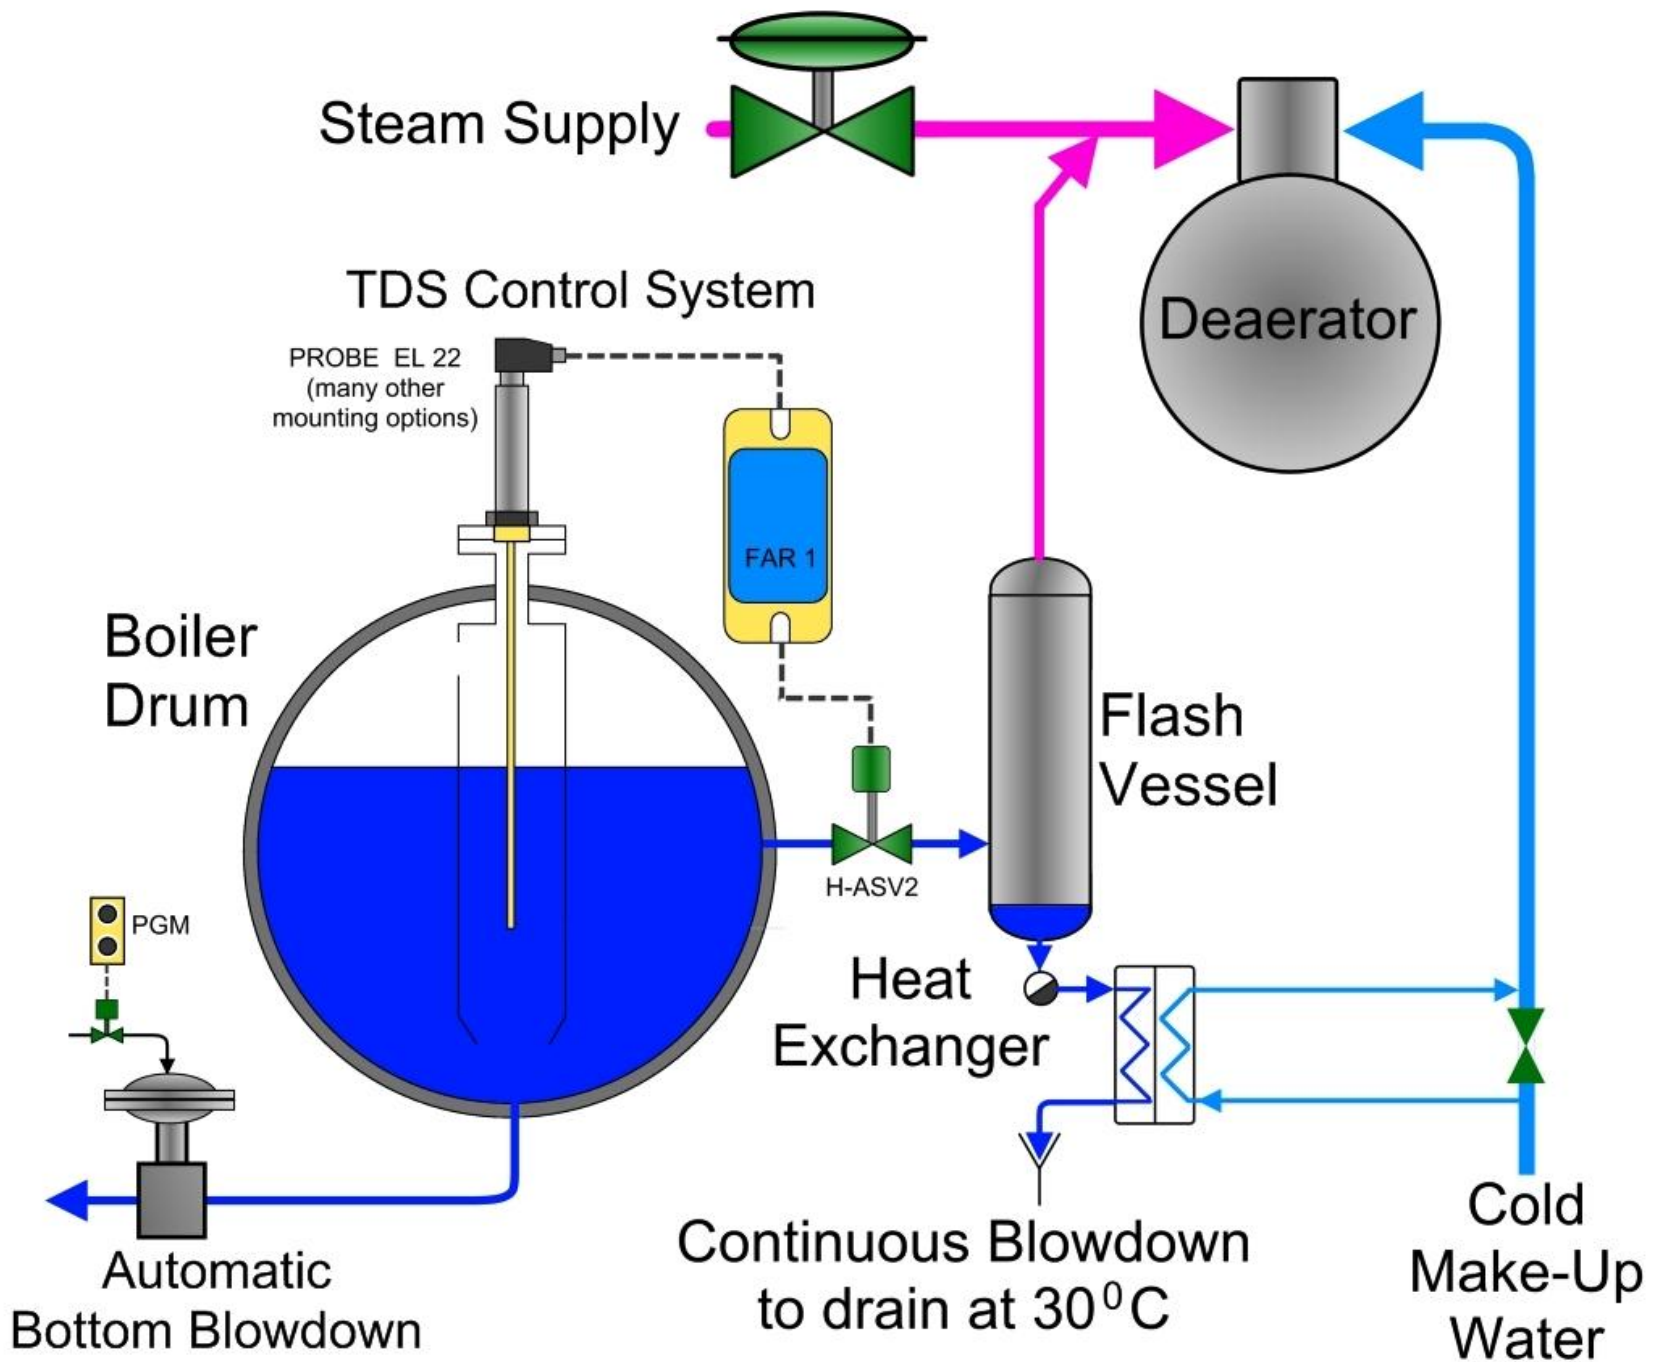 Steam Supply
TDS Control System
PROBE EL 22
(many other
mounting options)
Deaerator
FAR 1
Boiler
Drum
Flash
Vessel
H-ASV2
PGM
Heat
Exchanger
Automatic
Bottom Blowdown
Continuous Blowdown
to drain at 30⁰C
Cold
Make-Up
Water